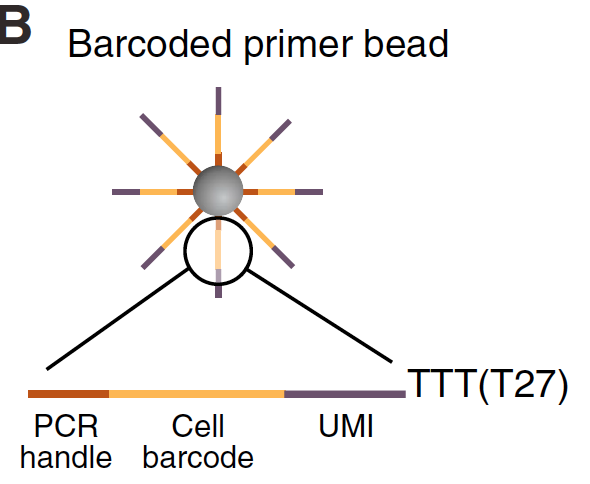 B
Barcoded primer bead
TTT(T27)
PCR handle
Cell barcode
UMI